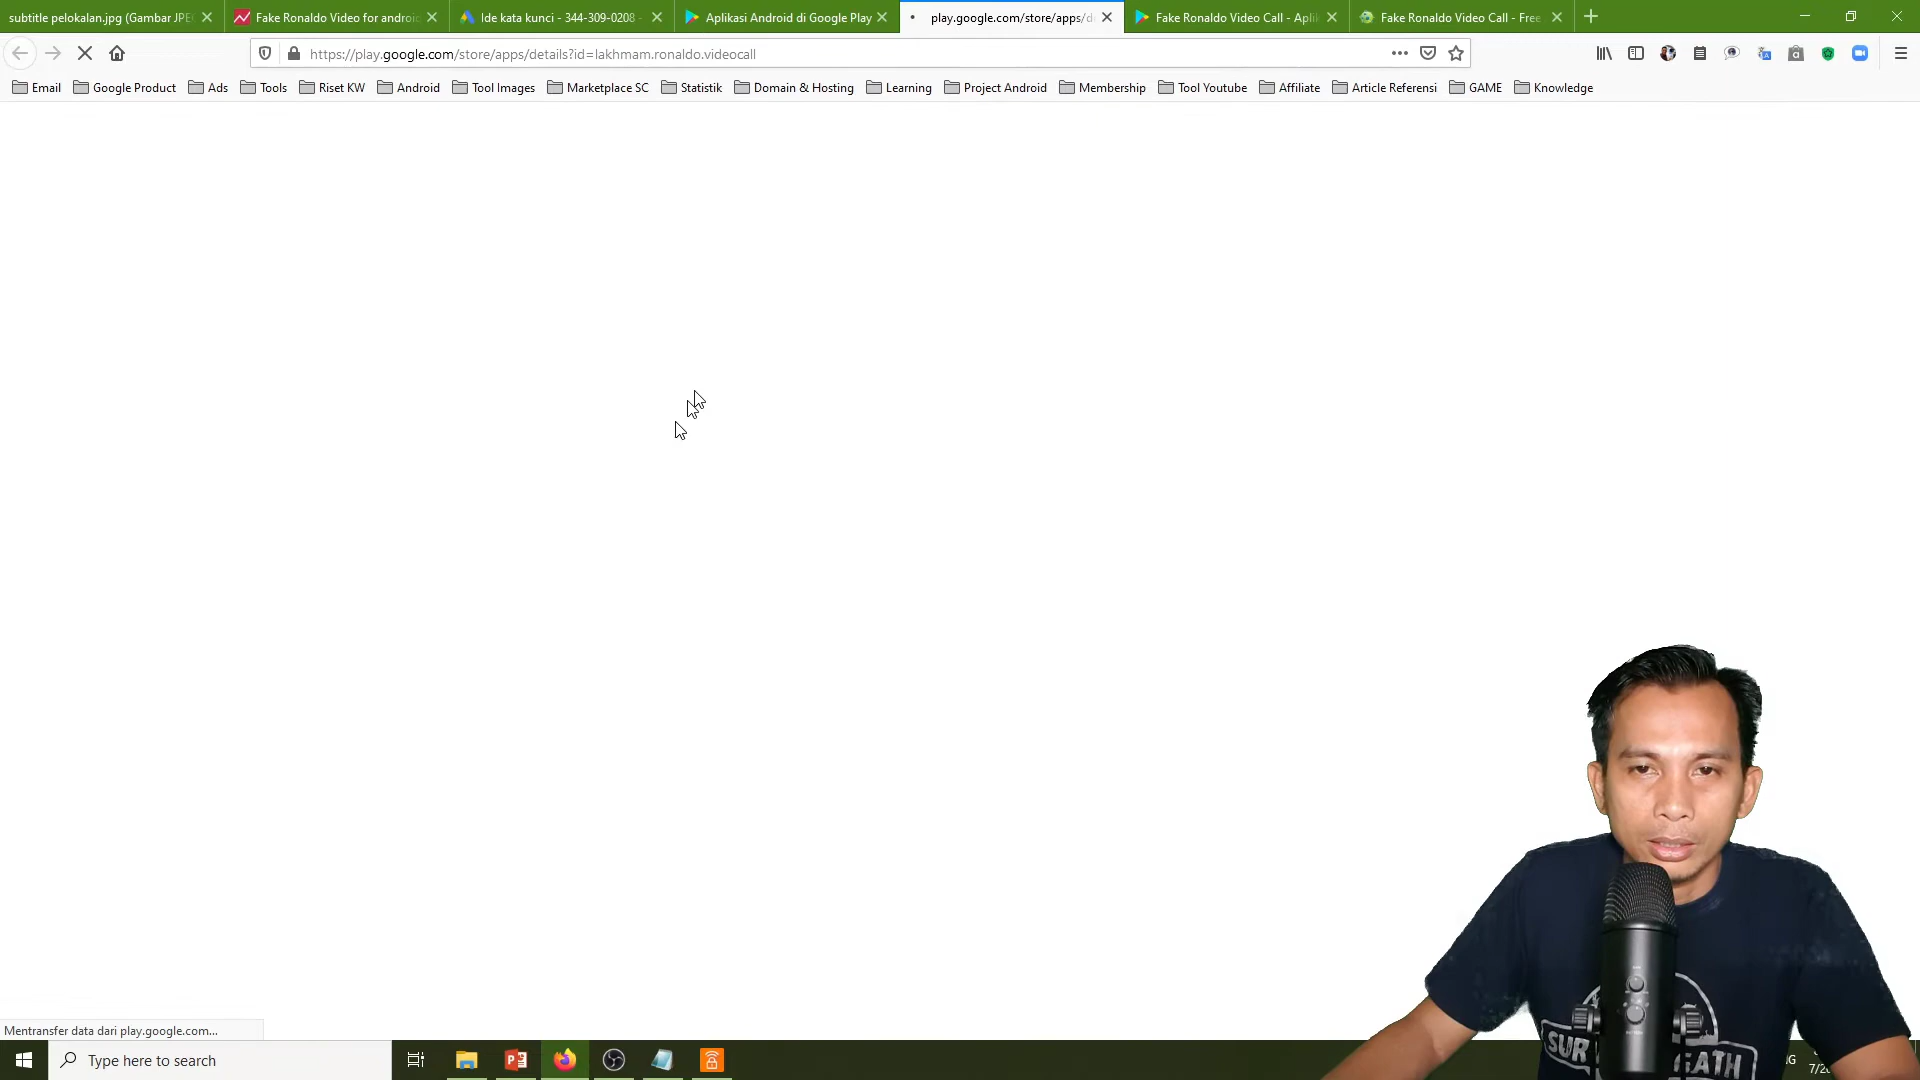 subtitle pelokalan.jpg (Gambar JPE
Fake Ronaldo Video for androi
Ide kata kunci - 344-309-0208 -
Aplikasi Android di Google Play
play.google.com/store/apps/d
Fake Ronaldo Video Call - Apli
Fake Ronaldo Video Call - Free
https://play.google.com/store/apps/details?id=lakhmam.ronaldo.videocall
Email
Google Product
Ads
Tools
Riset KW
Android
Tool Images
Marketplace SC
Statistik
Domain & Hosting
Learning
Project Android
Membership
Tool Youtube
Affiliate
Article Referensi
GAME
Knowledge
Mentransfer data dari play.google.com...
Type here to search
SUR
GATH